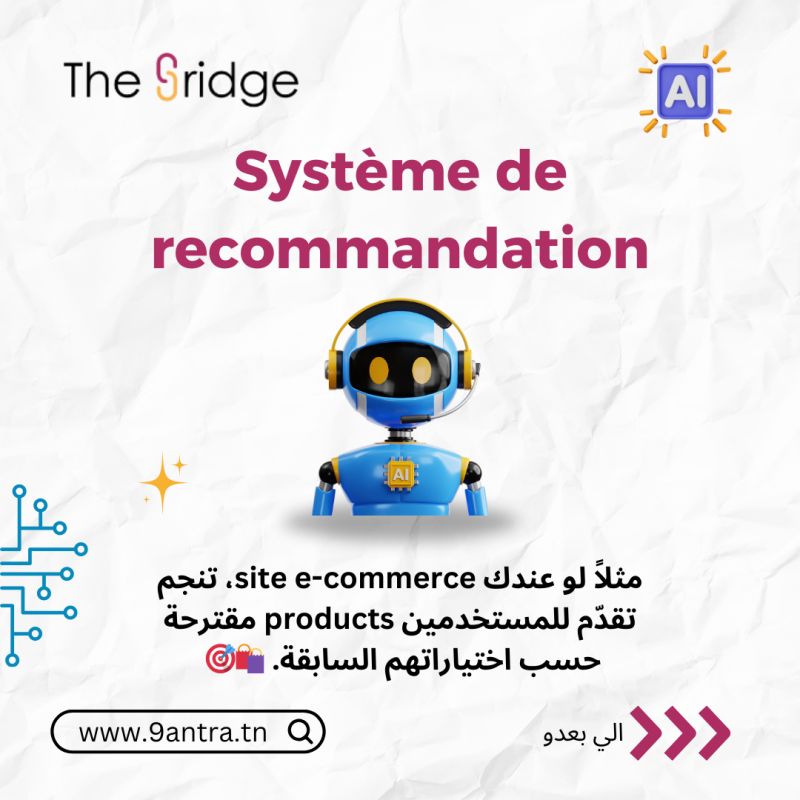 The Bridge
AI
Système de
recommandation
AI
مثلاً لو عندك site e-commerce، تنجم
تقدّم للمستخدمين products مقترحة
حسب اختياراتهم السابقة. 🛍️🎯
www.9antra.tn
الي بعدو